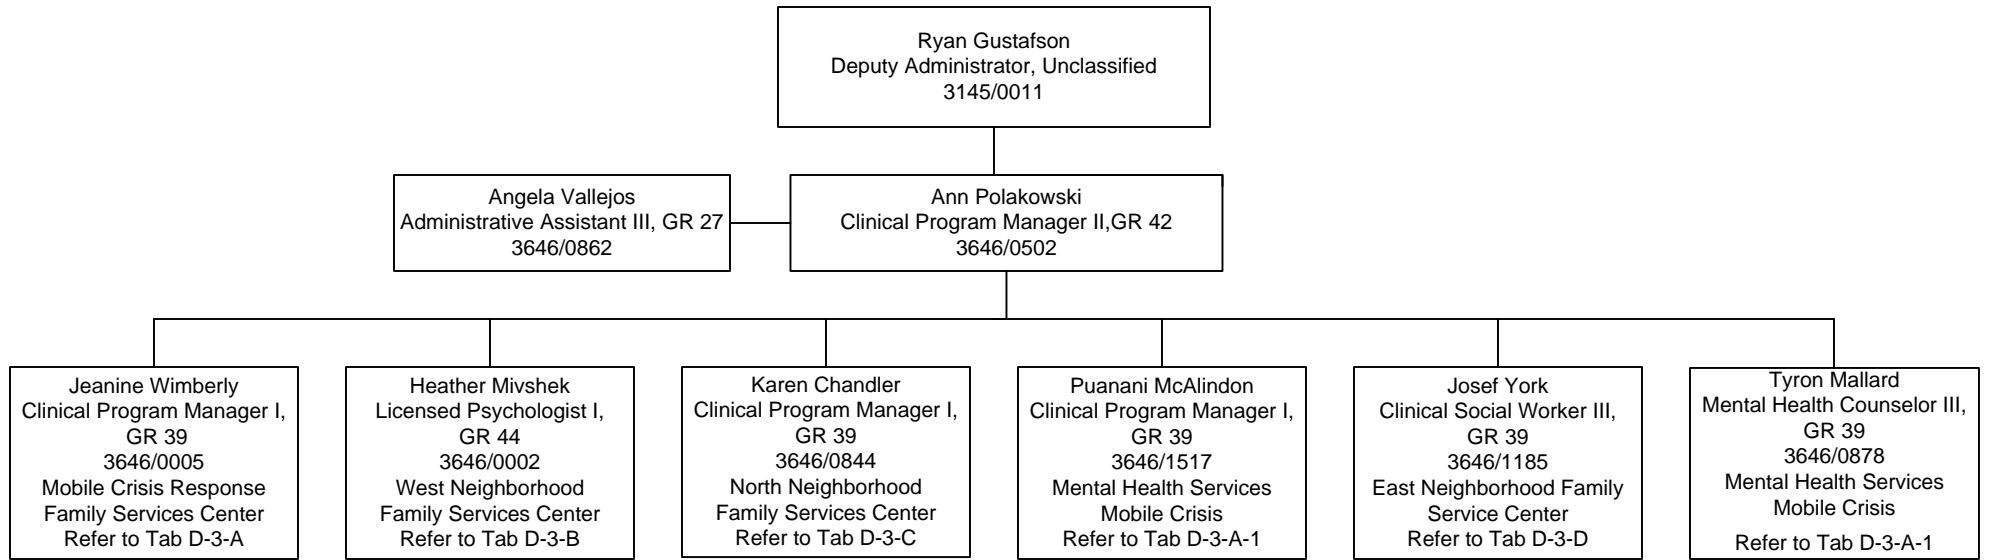 Ryan Gustafson
Deputy Administrator, Unclassified
3145/0011
Angela Vallejos
Administrative Assistant III, GR 27
3646/0862
Ann Polakowski
Clinical Program Manager II,GR 42
3646/0502
Jeanine Wimberly
Clinical Program Manager I,
GR 39
3646/0005
Mobile Crisis Response
Family Services Center
Refer to Tab D-3-A
Heather Mivshek
Licensed Psychologist I,
GR 44
3646/0002
West Neighborhood
Family Services Center
Refer to Tab D-3-B
Karen Chandler
Clinical Program Manager I,
GR 39
3646/0844
North Neighborhood
Family Services Center
Refer to Tab D-3-C
Puanani McAlindon
Clinical Program Manager I,
GR 39
3646/1517
Mental Health Services
Mobile Crisis
Refer to Tab D-3-A-1
Josef York
Clinical Social Worker III,
GR 39
3646/1185
East Neighborhood Family
Service Center
Refer to Tab D-3-D
Tyron Mallard
Mental Health Counselor III,
GR 39
3646/0878
Mental Health Services
Mobile Crisis
Refer to Tab D-3-A-1